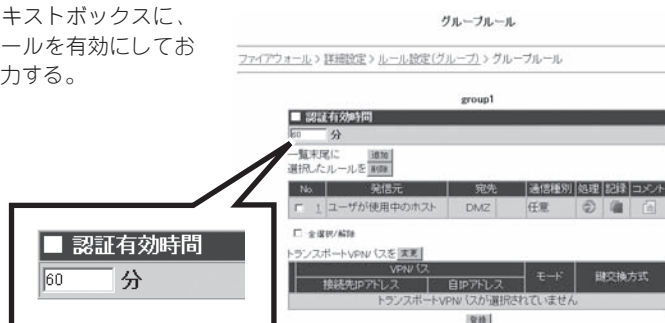 キストボックスに、
ールを有効にしてお
力する。
グループルール
ファイアウォール > 詳細設定 > ルール設定(グループ) > グループルール
group1
■ 認証有効時間
60 分
一覧末尾に 追加
選択したルールを 削除
No. 発信元 宛先 通信種別 処理 記録 コメント
1 ユーザが使用中のホスト DMZ 任意
全選択/解除
トランスポートVPNパスを 変更
VPNパス モード 鍵交換方式
接続先IPアドレス 自IPアドレス
トランスポートVPNパスが選択されていません
登録
■ 認証有効時間
60 分